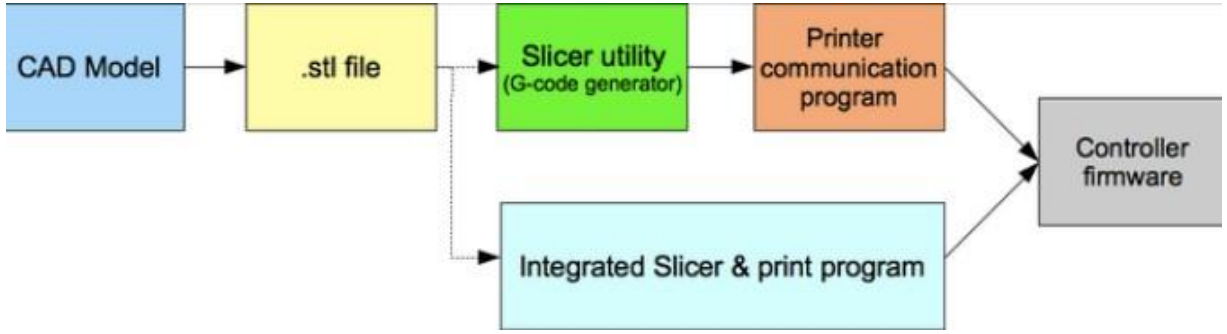 CAD Model
.stl file
Slicer utility
(G-code generator)
Printer
communication
program
Controller
firmware
Integrated Slicer & print program